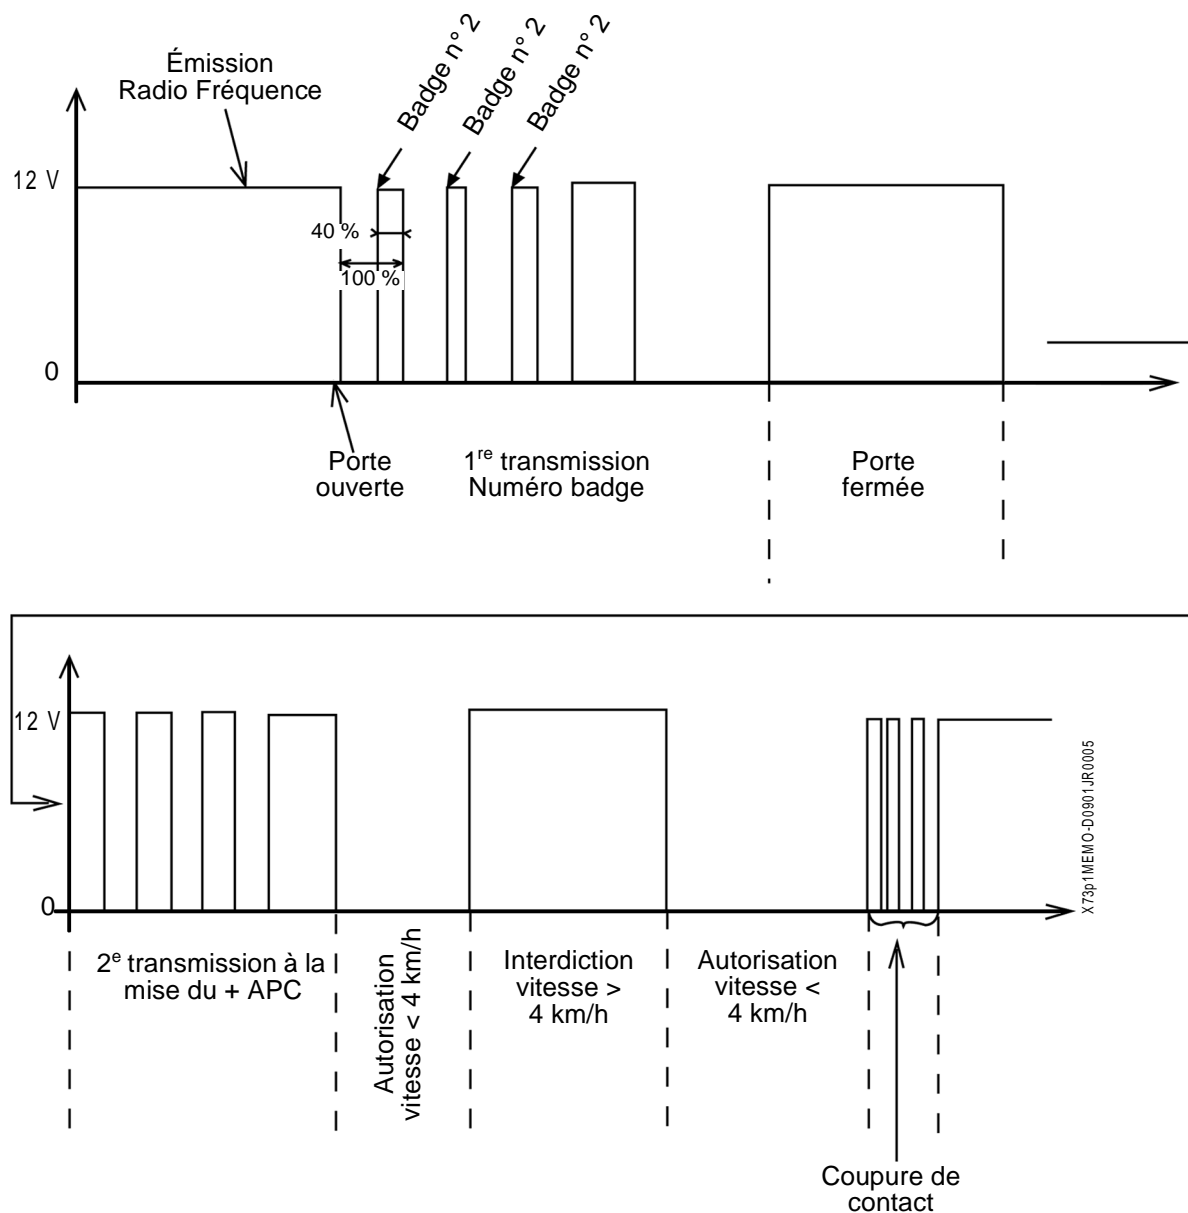 Émission
Radio Fréquence
Badge n° 2
Badge n° 2
Badge n° 2
12 V
40 %
100 %
0
Porte
ouverte
1re transmission
Numéro badge
Porte
fermée
12 V
0
2e transmission à la
mise du + APC
Autorisation
vitesse < 4 km/h
Interdiction
vitesse >
4 km/h
Autorisation
vitesse <
4 km/h
Coupure de
contact
X73p1MEMO-D0901JR0005